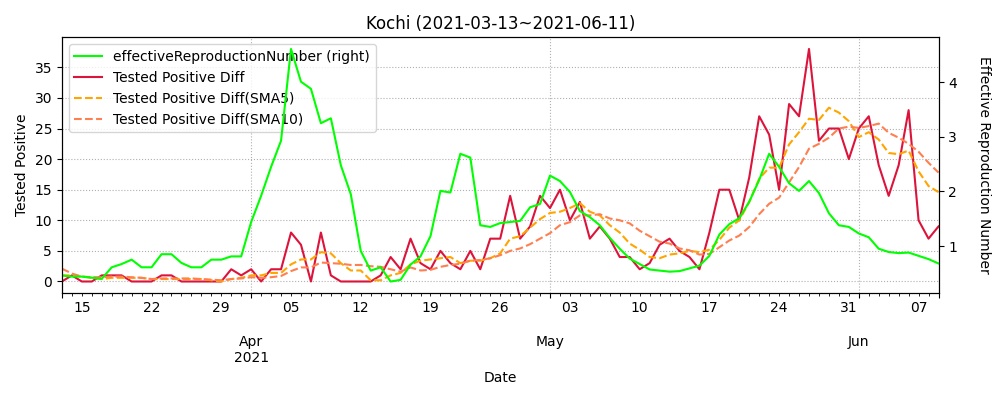 Kochi (2021-03-13~2021-06-11)
effectiveReproductionNumber (right)
Tested Positive Diff
Tested Positive Diff(SMA5)
Tested Positive Diff(SMA10)
Tested Positive
35
30
25
20
15
10
5
0
4
3
2
1
Effective Reproduction Number
15 22 29 05 12 19 26 03 10 17 24 31 07
Apr May Jun
2021
Date